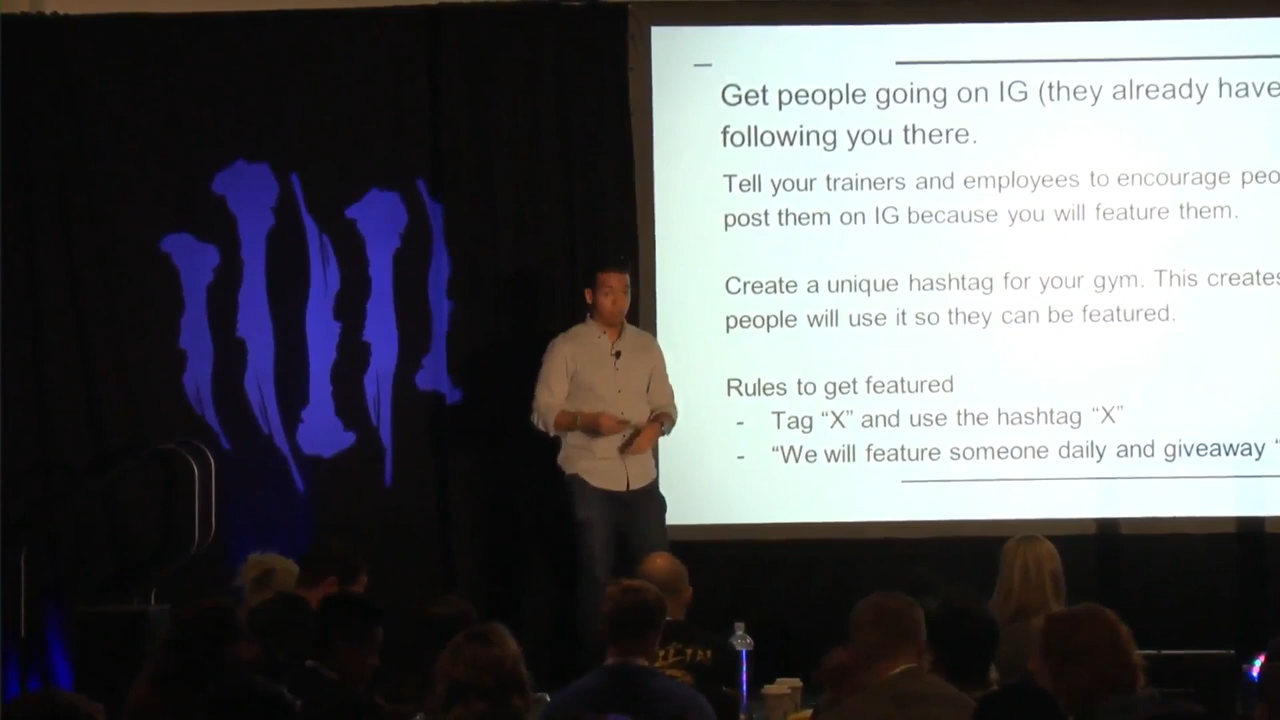 Get people going on IG (they already have
following you there.
Tell your trainers and employees to encourage peo
post them on IG because you will feature them.
Create a unique hashtag for your gym. This creates
people will use it so they can be featured.
Rules to get featured
- Tag “X” and use the hashtag “X”
- “We will feature someone daily and giveaway “